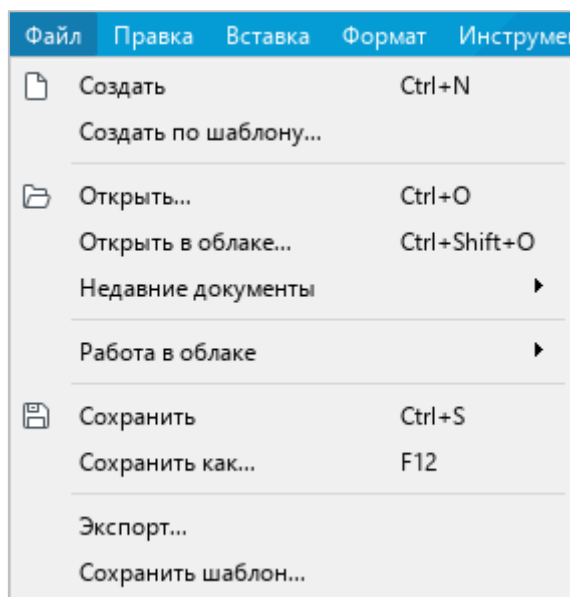 Файл Правка Вставка Формат Инструме
Создать Ctrl+N
Создать по шаблону...
Открыть... Ctrl+O
Открыть в облаке... Ctrl+Shift+O
Недавние документы
Работа в облаке
Сохранить Ctrl+S
Сохранить как... F12
Экспорт...
Сохранить шаблон...